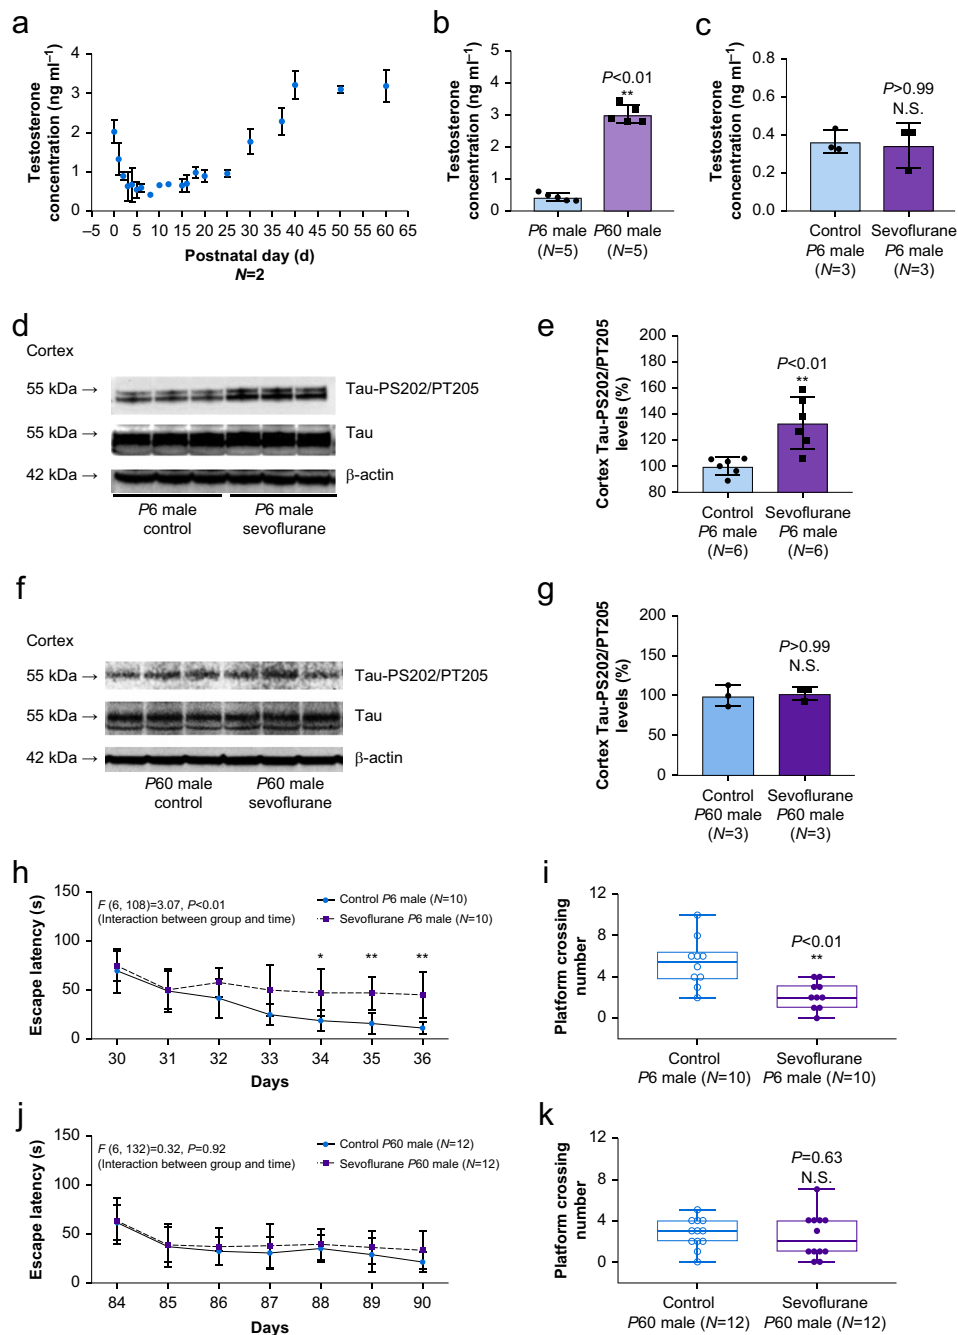 a
Testosterone
concentration (ng ml⁻¹)
4
3
2
1
0
–5 0 5 10 15 20 25 30 35 40 45 50 55 60 65
Postnatal day (d)
N=2
b
Testosterone
concentration (ng ml⁻¹)
5
4
3
2
1
0
P<0.01
**
P6 male
(N=5)
P60 male
(N=5)
c
Testosterone
concentration (ng ml⁻¹)
0.8
0.6
0.4
0.2
0.0
P>0.99
N.S.
Control
P6 male
(N=3)
Sevoflurane
P6 male
(N=3)
d
Cortex
55 kDa →
Tau-PS202/PT205
55 kDa →
Tau
42 kDa →
β-actin
P6 male
control
P6 male
sevoflurane
e
Cortex Tau-PS202/PT205
levels (%)
200
180
160
140
120
100
80
P<0.01
**
Control
P6 male
(N=6)
Sevoflurane
P6 male
(N=6)
f
Cortex
55 kDa →
Tau-PS202/PT205
55 kDa →
Tau
42 kDa →
β-actin
P60 male
control
P60 male
sevoflurane
g
Cortex Tau-PS202/PT205
levels (%)
200
150
100
50
0
P>0.99
N.S.
Control
P60 male
(N=3)
Sevoflurane
P60 male
(N=3)
h
Escape latency (s)
150
100
50
0
F (6, 108)=3.07, P<0.01
(Interaction between group and time)
Control P6 male (N=10)
Sevoflurane P6 male (N=10)
* ** **
30 31 32 33 34 35 36
Days
i
Platform crossing
number
12
8
4
0
P<0.01
**
Control
P6 male (N=10)
Sevoflurane
P6 male (N=10)
j
Escape latency (s)
150
100
50
0
F (6, 132)=0.32, P=0.92
(Interaction between group and time)
Control P60 male (N=12)
Sevoflurane P60 male (N=12)
84 85 86 87 88 89 90
Days
k
Platform crossing
number
12
8
4
0
P=0.63
N.S.
Control
P60 male (N=12)
Sevoflurane
P60 male (N=12)